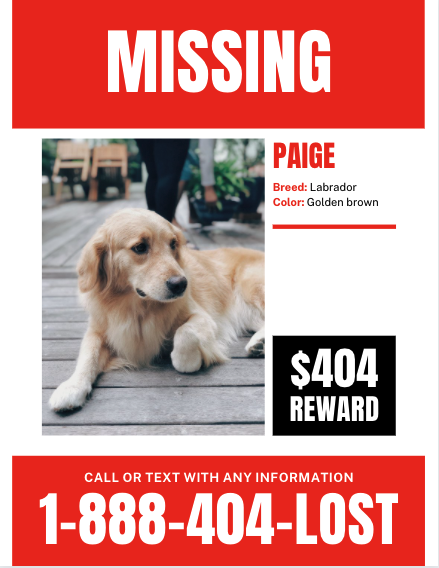 MISSING
PAIGE
Breed: Labrador
Color: Golden brown
$404
REWARD
CALL OR TEXT WITH ANY INFORMATION
1-888-404-LOST